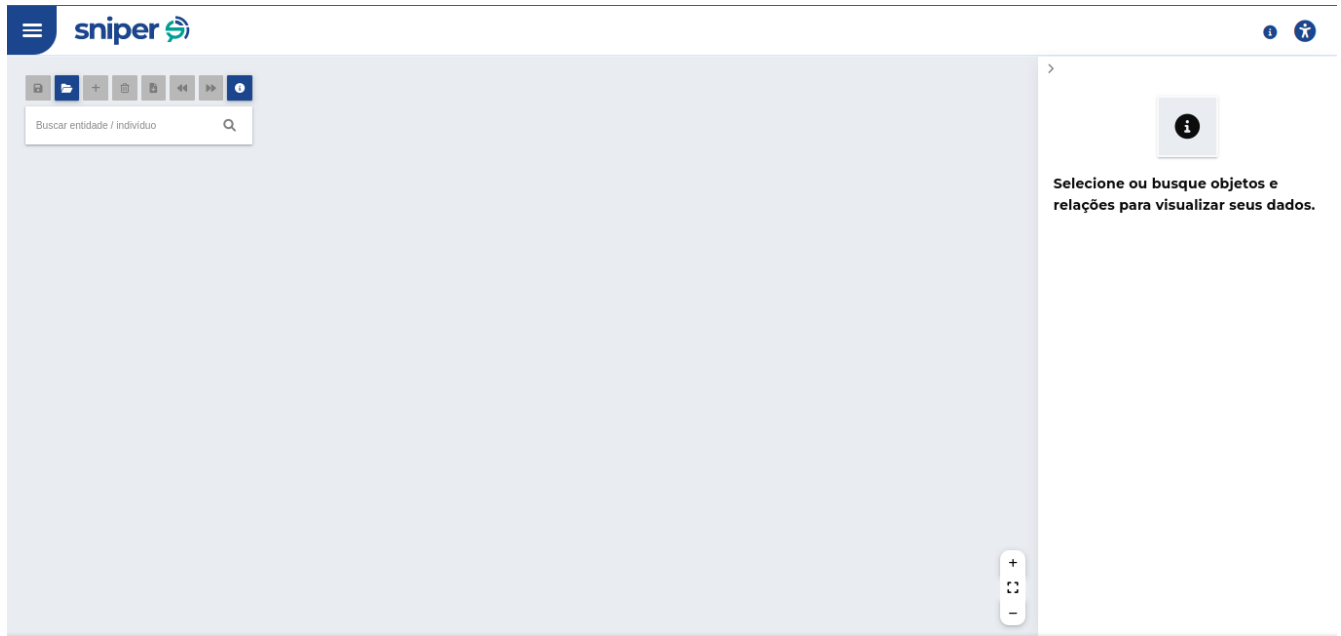 sniper
Buscar entidade / indivíduo
Selecione ou busque objetos e
relações para visualizar seus dados.